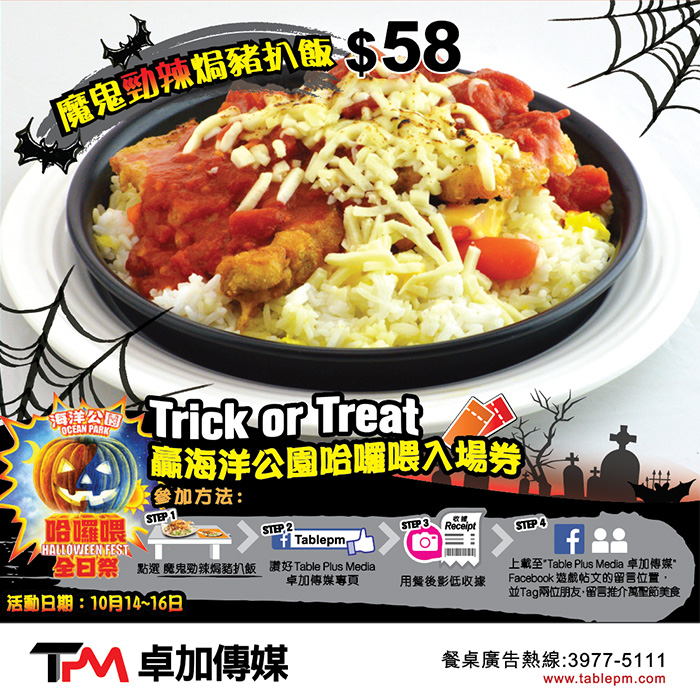 魔鬼勁辣焗豬扒飯 $58
海洋公園
OCEAN PARK
哈囉喂
HALLOWEEN FEST
全日祭
Trick or Treat
贏海洋公園哈囉喂入場券
參加方法:
STEP 1
點選 魔鬼勁辣焗豬扒飯
STEP 2
f Tablepm
讚好 Table Plus Media
卓加傳媒專頁
STEP 3
收據
Receipt
用餐後影低收據
STEP 4
f
上載至"Table Plus Media 卓加傳媒"
Facebook 遊戲帖文的留言位置，
並Tag兩位朋友，留言推介萬聖節美食
活動日期：10月14~16日
TPM 卓加傳媒
餐桌廣告熱線:3977-5111
www.tablepm.com